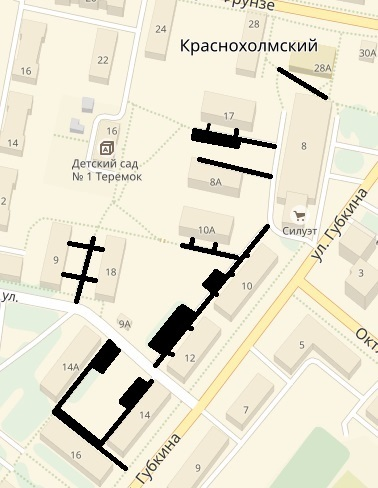 Фрунзе
28
24
Краснохолмский
22
16
28А
30А
17
16
14
8
Детский сад
№ 1 Теремок
8А
2
10А
Силуэт
ул. Губкина
9
18
3
10
ул.
9А
12
5
Окт
14А
7
14
16
Губкина
9